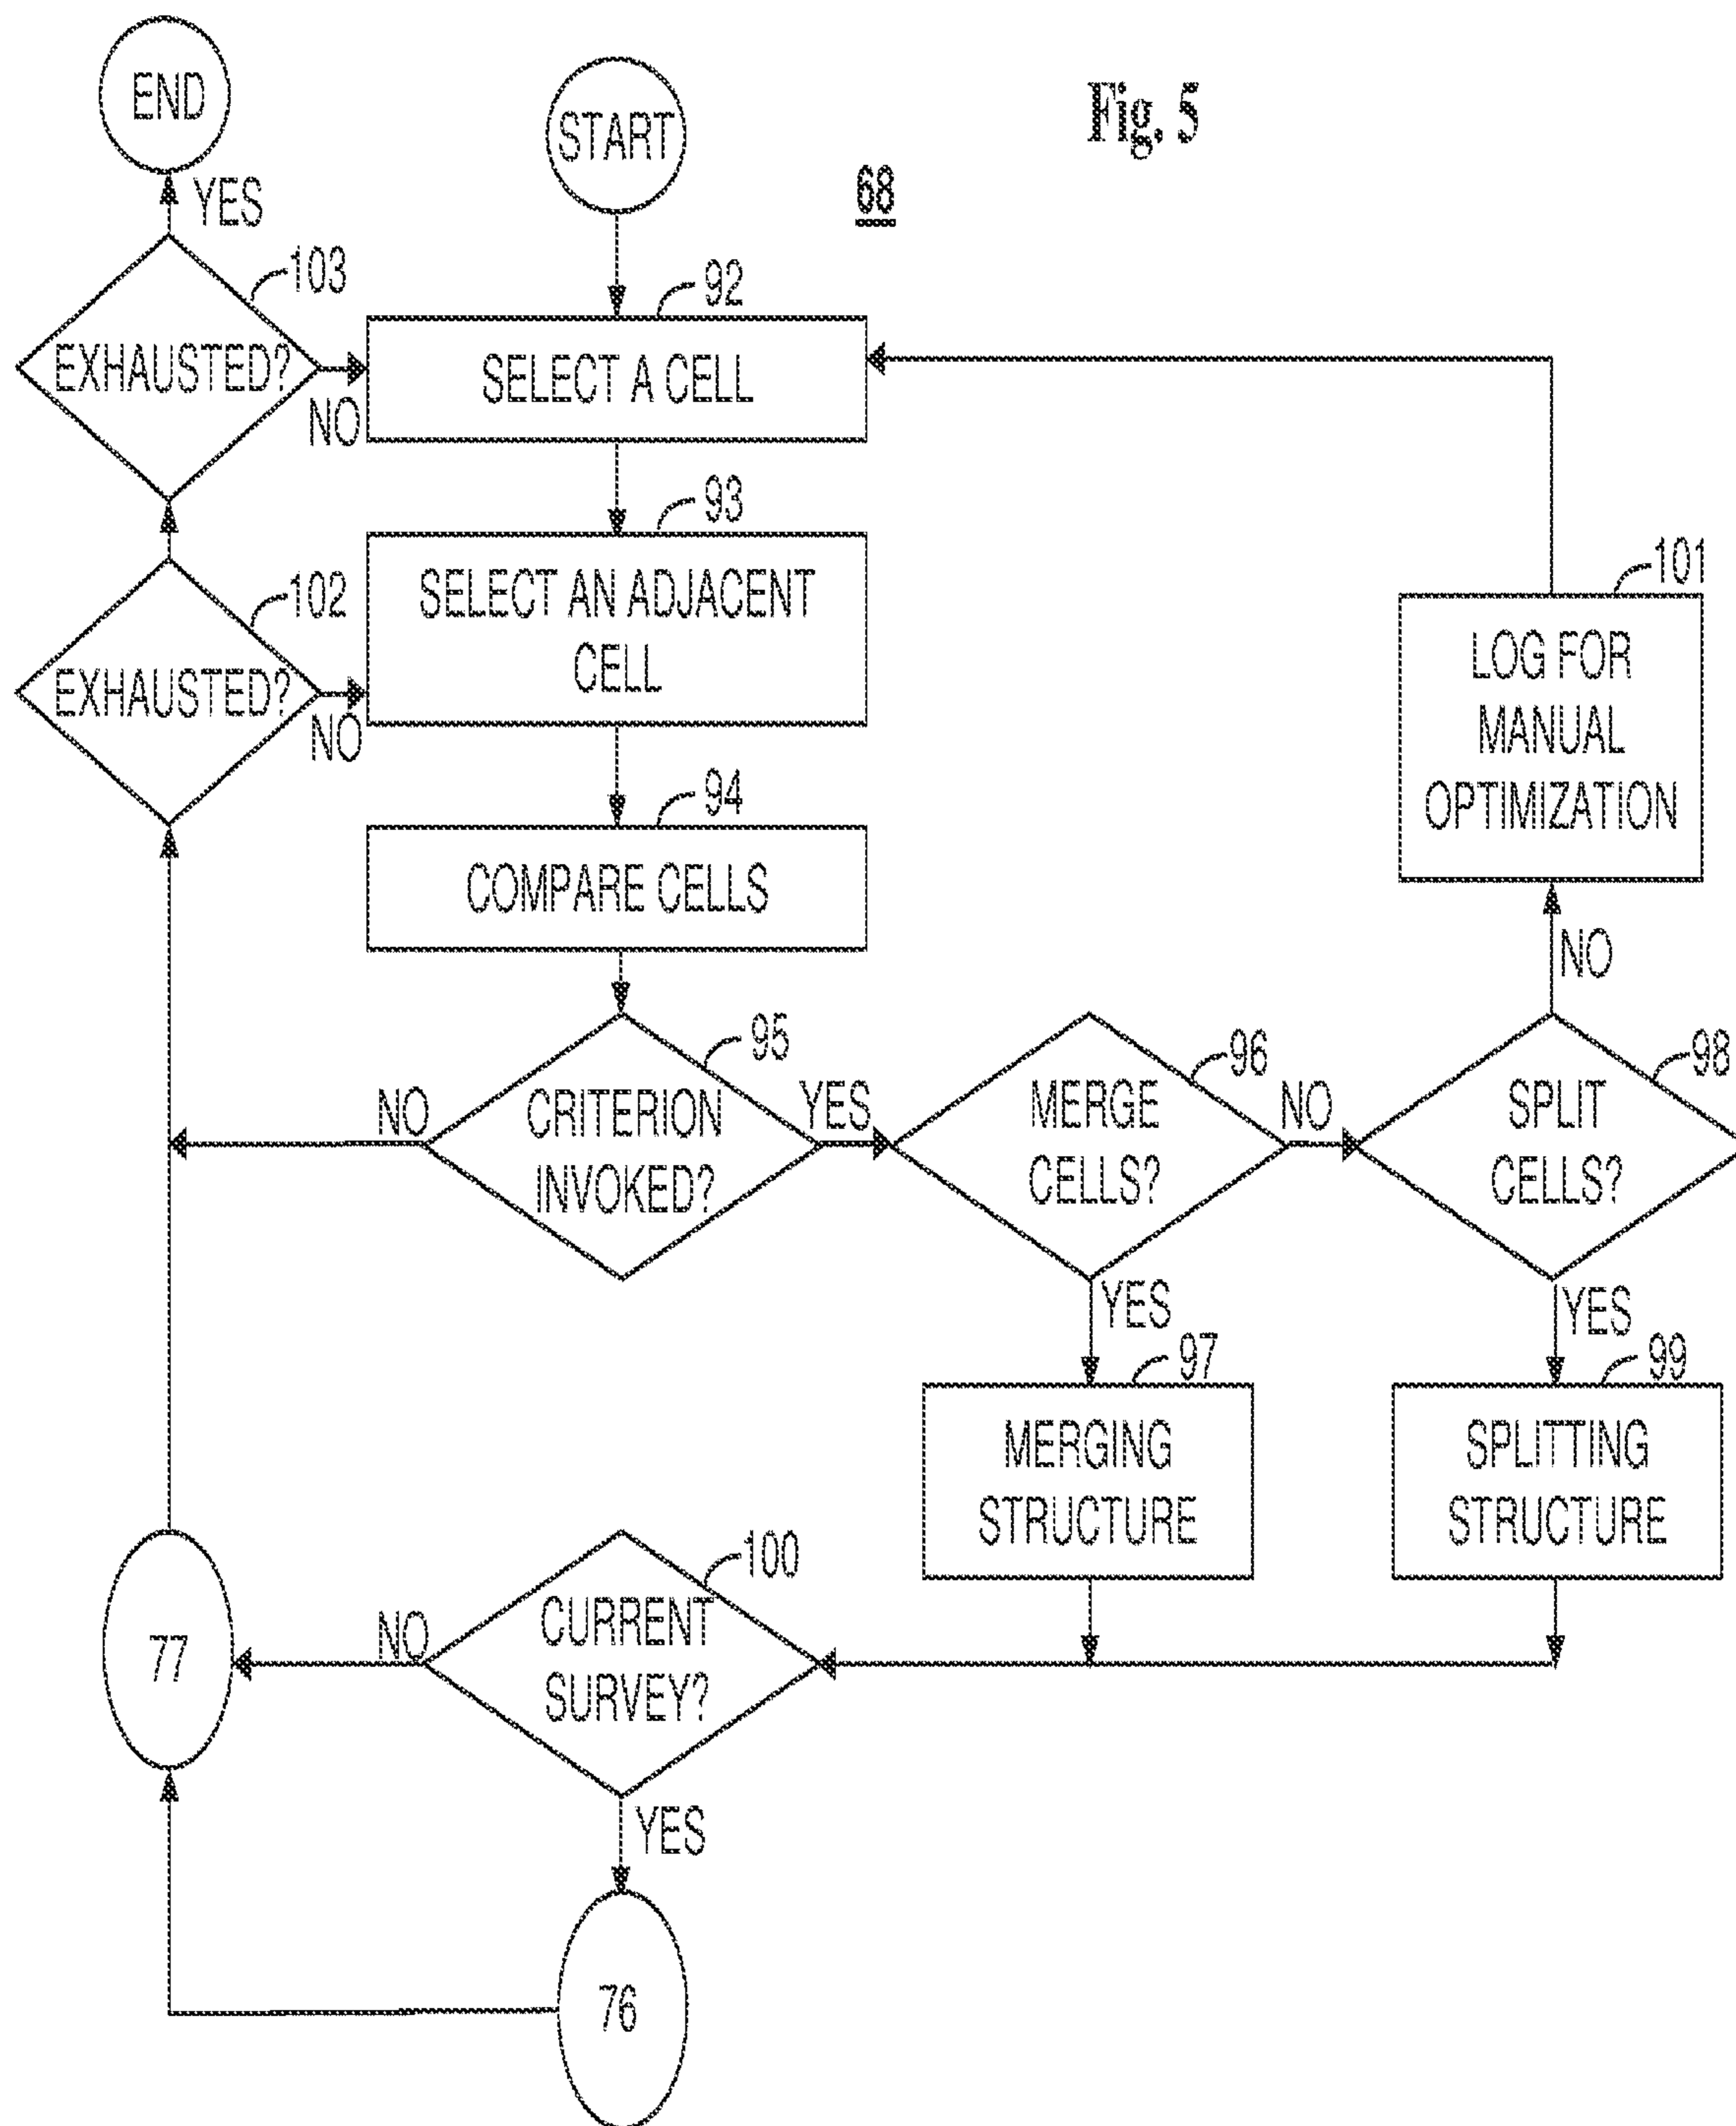 END
START
Fig. 5
68
YES
103
EXHAUSTED?
NO
92
SELECT A CELL
93
SELECT AN ADJACENT
CELL
102
EXHAUSTED?
NO
101
LOG FOR
MANUAL
OPTIMIZATION
94
COMPARE CELLS
NO
95
CRITERION
INVOKED?
NO
YES
96
MERGE
CELLS?
NO
98
SPLIT
CELLS?
YES
YES
97
MERGING
STRUCTURE
99
SPLITTING
STRUCTURE
100
CURRENT
SURVEY?
NO
77
YES
76